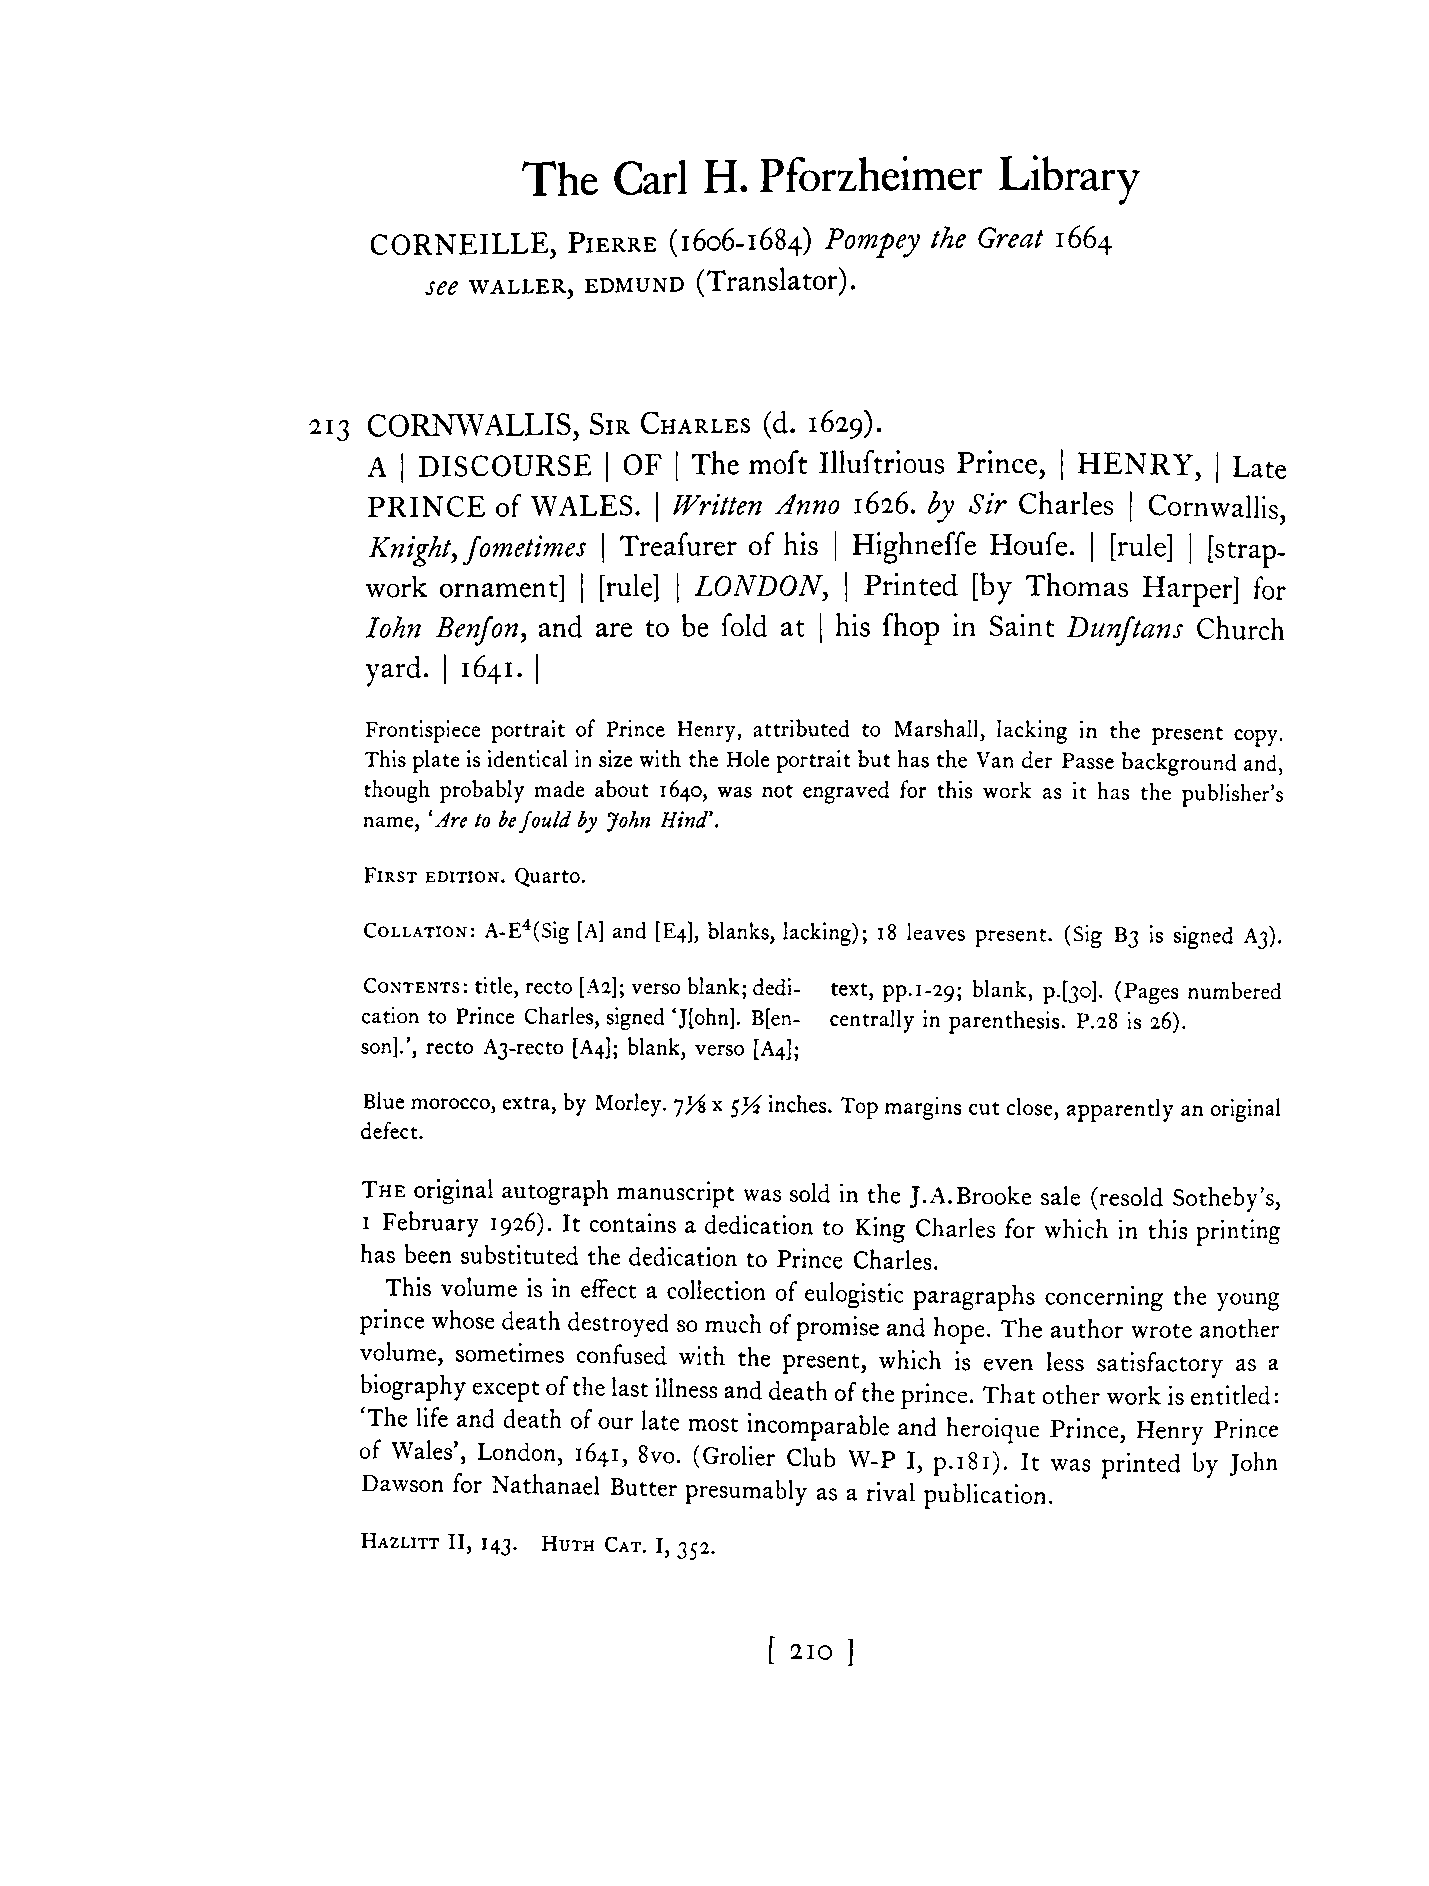 The Carl H. Pforzheimer Library
CORNEILLE, PIERRE (1606-1684) Pompey the Great 1664
see WALLER, EDMUND (Translator).
213 CORNWALLIS, SIR CHARLES (d. 1629).
A | DISCOURSE | OF | The moſt Illuſtrious Prince, | HENRY, | Late
PRINCE of WALES. | Written Anno 1626. by Sir Charles | Cornwallis,
Knight, ſometimes | Treaſurer of his | Highneſſe Houſe. | [rule] | [strap-
work ornament] | [rule] | LONDON, | Printed [by Thomas Harper] for
Iohn Benſon, and are to be ſold at | his ſhop in Saint Dunſtans Church
yard. | 1641. |
Frontispiece portrait of Prince Henry, attributed to Marshall, lacking in the present copy.
This plate is identical in size with the Hole portrait but has the Van der Passe background and,
though probably made about 1640, was not engraved for this work as it has the publisher's
name, 'Are to be ſould by John Hind'.
FIRST EDITION. Quarto.
COLLATION: A-E⁴(Sig [A] and [E4], blanks, lacking); 18 leaves present. (Sig B3 is signed A3).
CONTENTS: title, recto [A2]; verso blank; dedi-
cation to Prince Charles, signed 'J[ohn]. B[en-
son].', recto A3-recto [A4]; blank, verso [A4];
text, pp.1-29; blank, p.[30]. (Pages numbered
centrally in parenthesis. P.28 is 26).
Blue morocco, extra, by Morley. 7⅛ x 5½ inches. Top margins cut close, apparently an original
defect.
THE original autograph manuscript was sold in the J.A.Brooke sale (resold Sotheby's,
1 February 1926). It contains a dedication to King Charles for which in this printing
has been substituted the dedication to Prince Charles.
This volume is in effect a collection of eulogistic paragraphs concerning the young
prince whose death destroyed so much of promise and hope. The author wrote another
volume, sometimes confused with the present, which is even less satisfactory as a
biography except of the last illness and death of the prince. That other work is entitled:
'The life and death of our late most incomparable and heroique Prince, Henry Prince
of Wales', London, 1641, 8vo. (Grolier Club W-P I, p.181). It was printed by John
Dawson for Nathanael Butter presumably as a rival publication.
HAZLITT II, 143. HUTH CAT. I, 352.
[ 210 ]